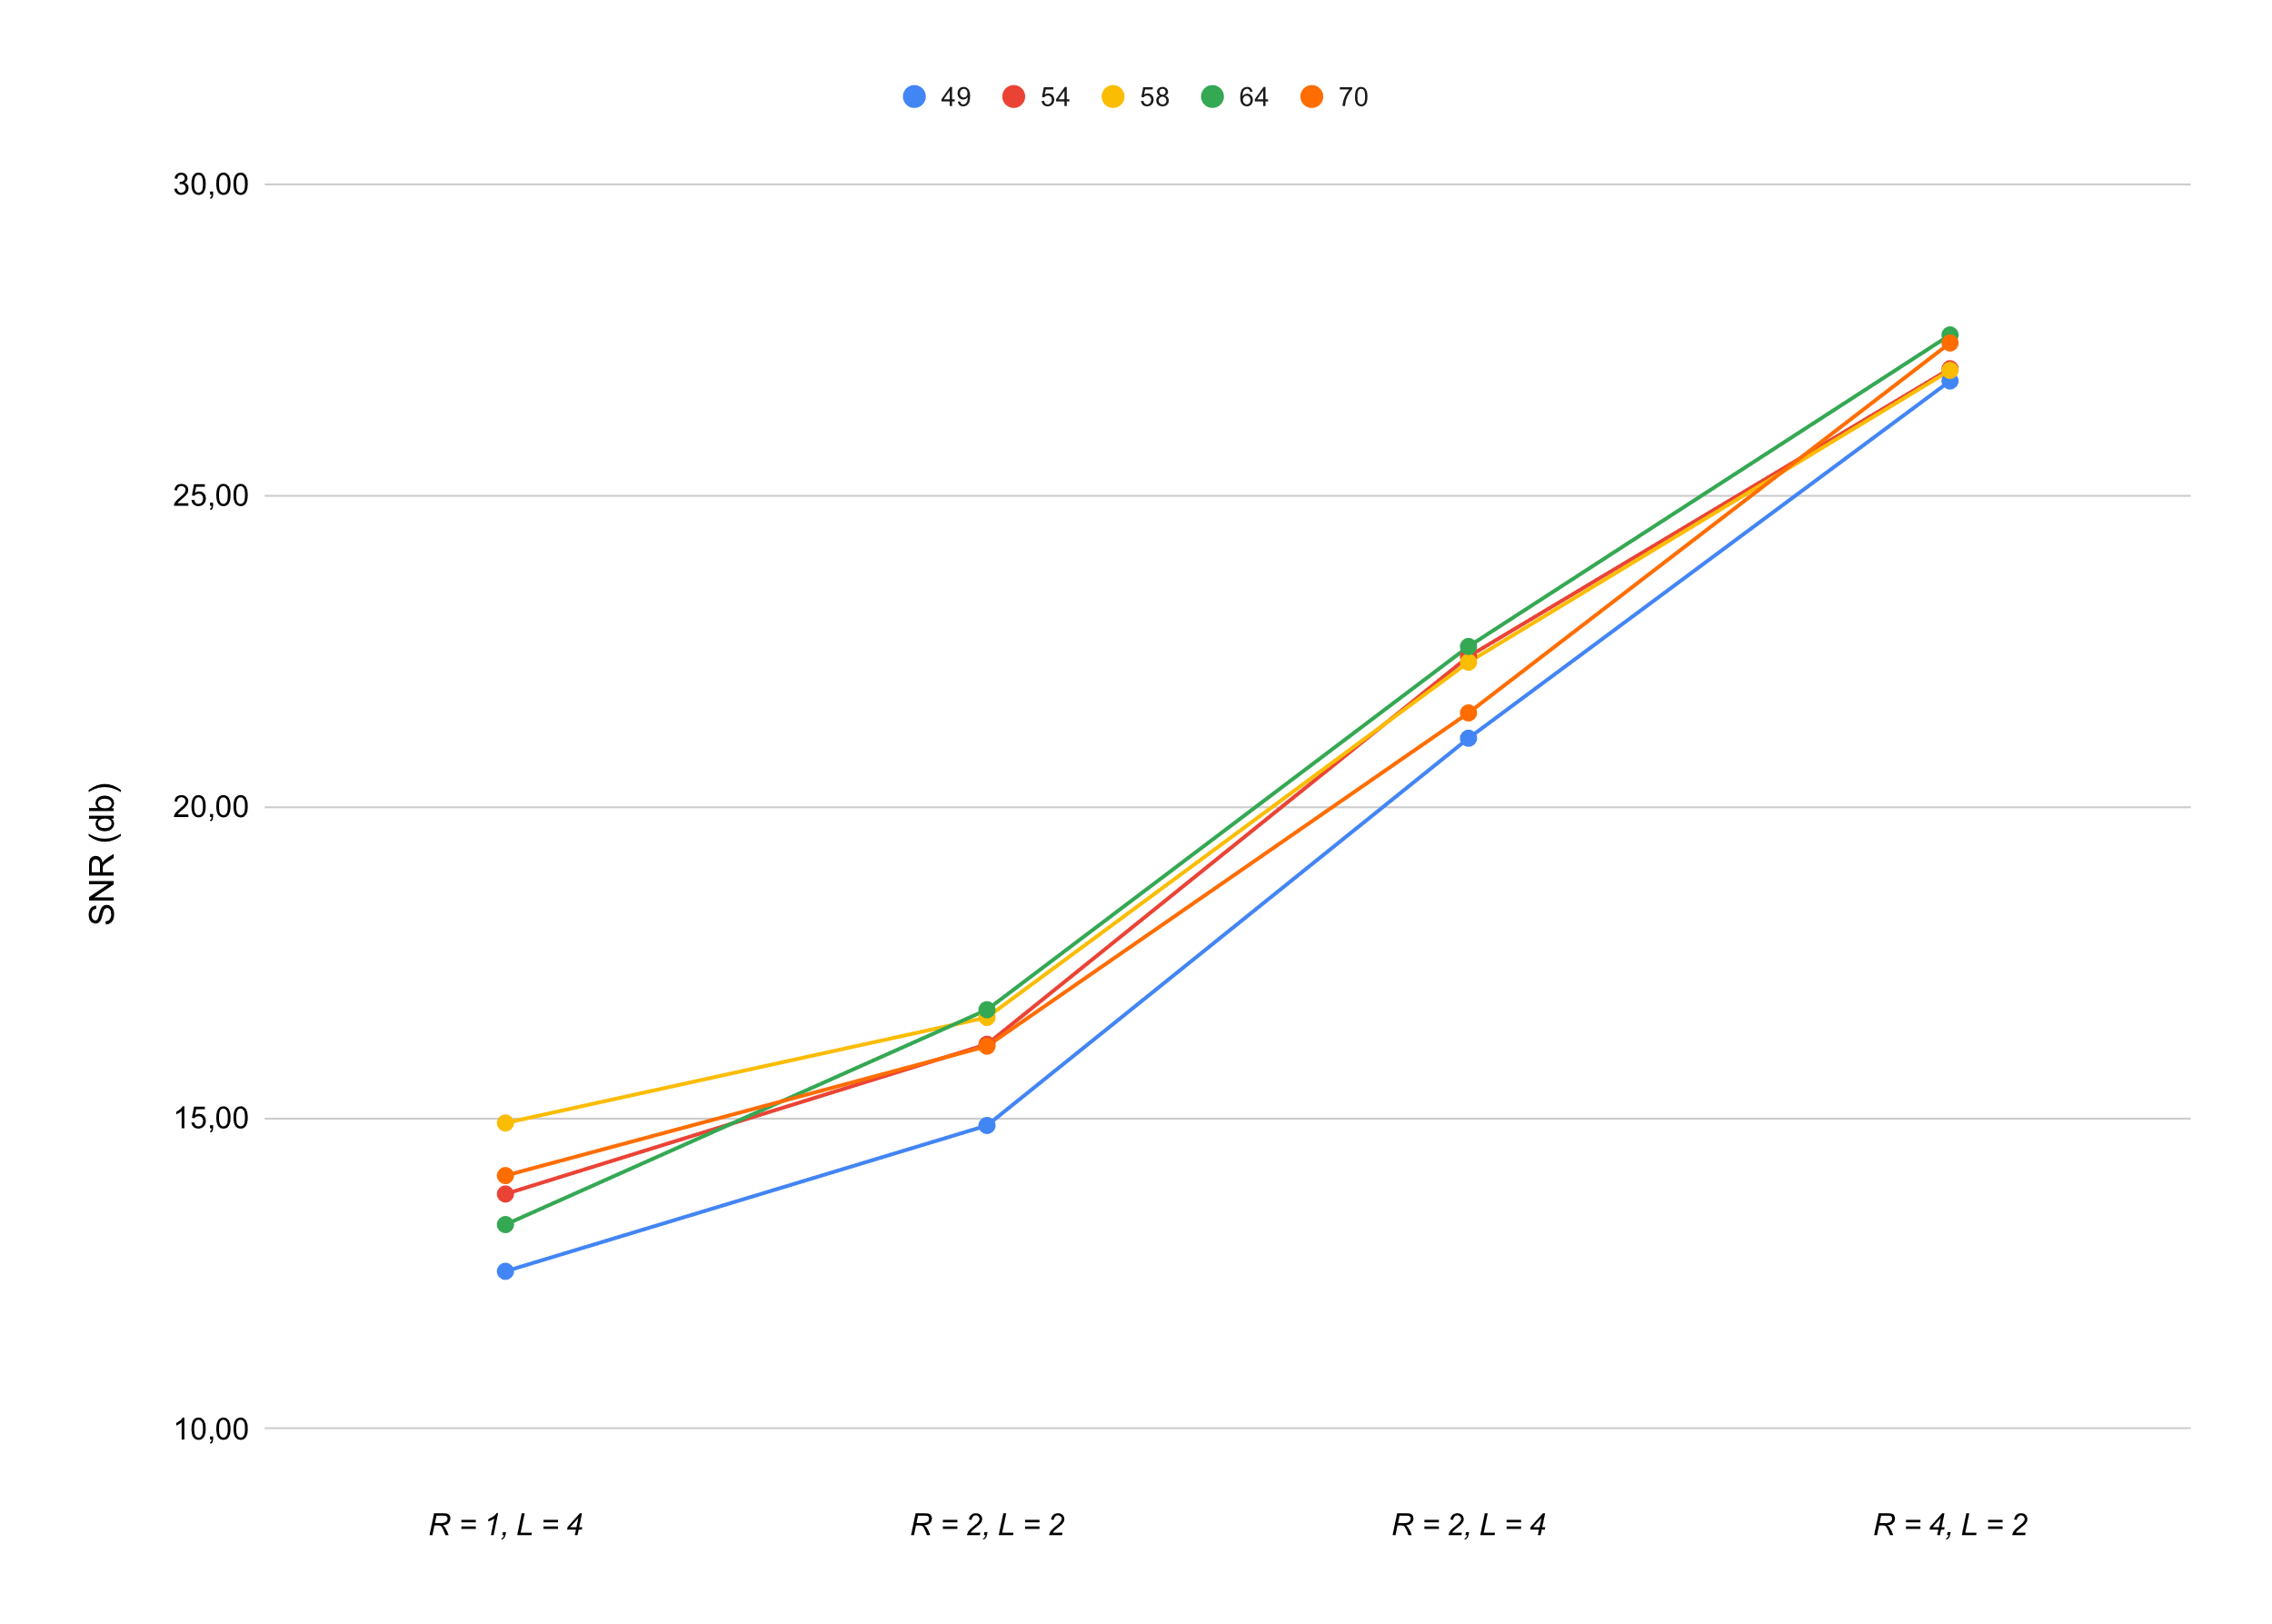 49 54 58 64 70
30,00
25,00
20,00
15,00
10,00
SNR (db)
R = 1, L = 4 R = 2, L = 2 R = 2, L = 4 R = 4, L = 2